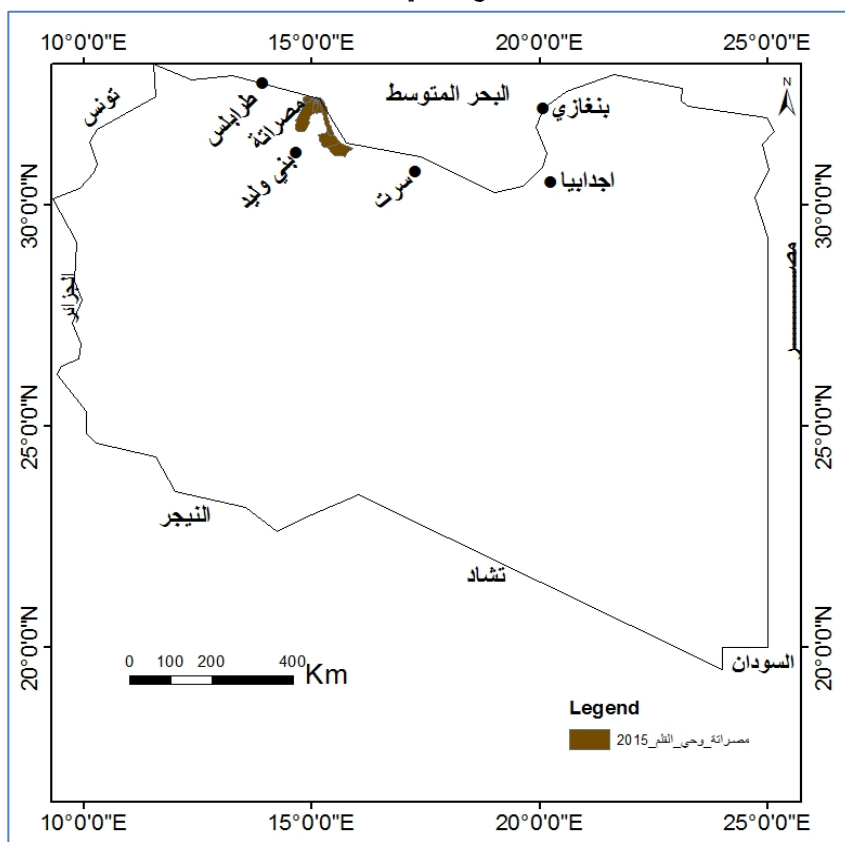 10°0'0"E 15°0'0"E 20°0'0"E 25°0'0"E
N
تونس
طرابلس
مصراتة
البحر المتوسط
بنغازي
بني وليد
سرت
اجدابيا
30°0'0"N 30°0'0"N
الجزائر
مصر
25°0'0"N 25°0'0"N
النيجر
تشاد
20°0'0"N 20°0'0"N
السودان
0 100 200 400
Km
Legend
مصراتة_وحي_القلم_2015
10°0'0"E 15°0'0"E 20°0'0"E 25°0'0"E